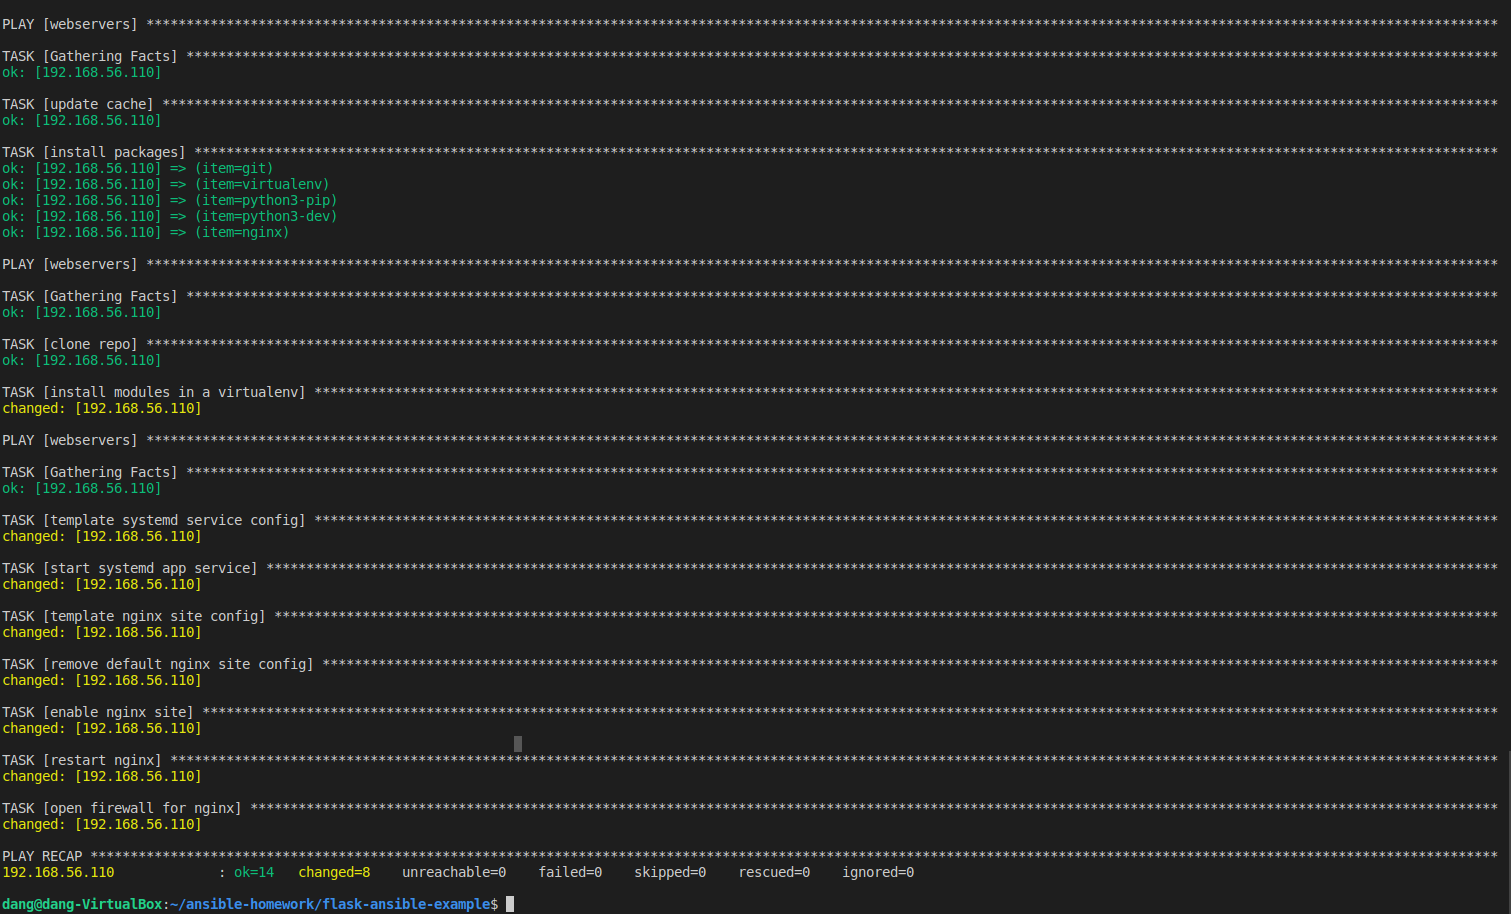 PLAY [webservers] *************************************************************************************************************************************************************************
TASK [Gathering Facts] ********************************************************************************************************************************************************************
ok: [192.168.56.110]
TASK [update cache] ***********************************************************************************************************************************************************************
ok: [192.168.56.110]
TASK [install packages] *******************************************************************************************************************************************************************
ok: [192.168.56.110] => (item=git)
ok: [192.168.56.110] => (item=virtualenv)
ok: [192.168.56.110] => (item=python3-pip)
ok: [192.168.56.110] => (item=python3-dev)
ok: [192.168.56.110] => (item=nginx)
PLAY [webservers] *************************************************************************************************************************************************************************
TASK [Gathering Facts] ********************************************************************************************************************************************************************
ok: [192.168.56.110]
TASK [clone repo] *************************************************************************************************************************************************************************
ok: [192.168.56.110]
TASK [install modules in a virtualenv] ****************************************************************************************************************************************************
changed: [192.168.56.110]
PLAY [webservers] *************************************************************************************************************************************************************************
TASK [Gathering Facts] ********************************************************************************************************************************************************************
ok: [192.168.56.110]
TASK [template systemd service config] ****************************************************************************************************************************************************
changed: [192.168.56.110]
TASK [start systemd app service] **********************************************************************************************************************************************************
changed: [192.168.56.110]
TASK [template nginx site config] *********************************************************************************************************************************************************
changed: [192.168.56.110]
TASK [remove default nginx site config] ***************************************************************************************************************************************************
changed: [192.168.56.110]
TASK [enable nginx site] ******************************************************************************************************************************************************************
changed: [192.168.56.110]
TASK [restart nginx] **********************************************************************************************************************************************************************
changed: [192.168.56.110]
TASK [open firewall for nginx] ************************************************************************************************************************************************************
changed: [192.168.56.110]
PLAY RECAP ********************************************************************************************************************************************************************************
192.168.56.110             : ok=14   changed=8    unreachable=0    failed=0    skipped=0    rescued=0    ignored=0
dang@dang-VirtualBox:~/ansible-homework/flask-ansible-example$